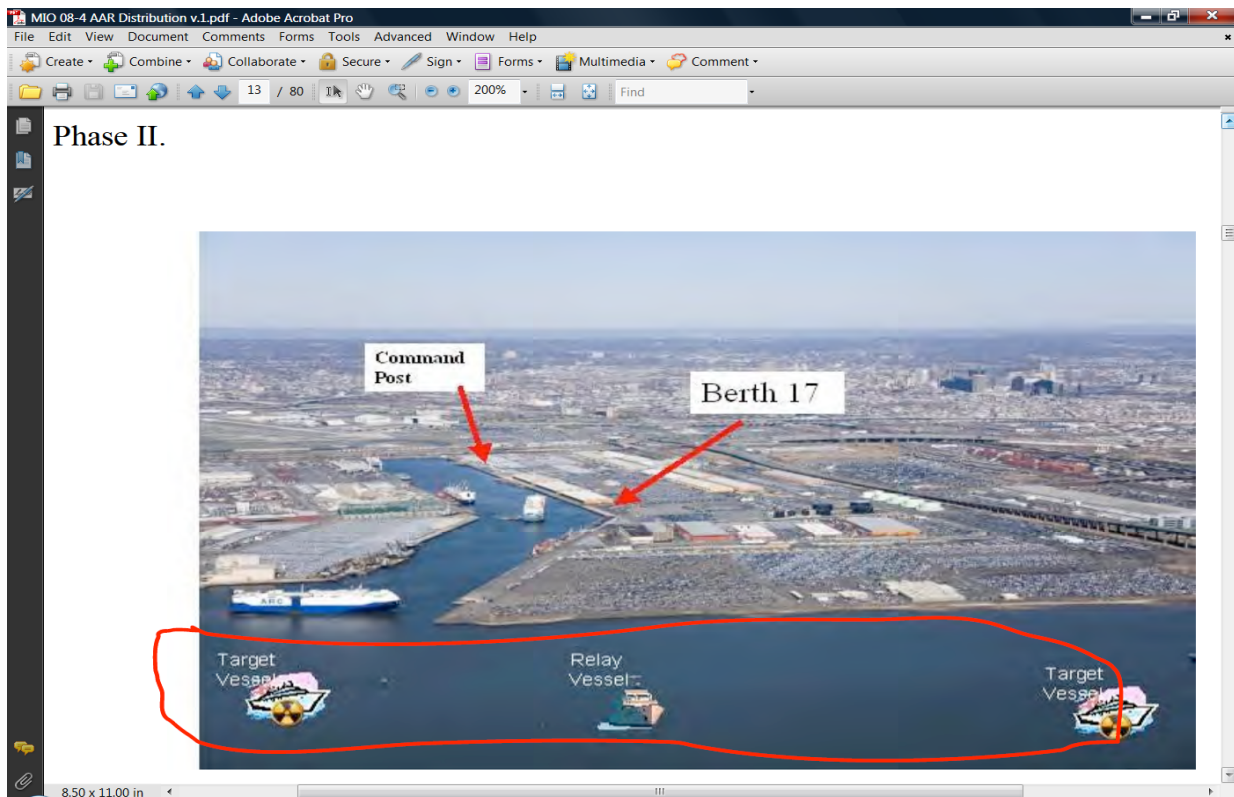 MIO 08-4 AAR Distribution v.1.pdf - Adobe Acrobat Pro
File Edit View Document Comments Forms Tools Advanced Window Help
Create Combine Collaborate Secure Sign Forms Multimedia Comment
13 / 80 200% Find
Phase II.
Command
Post
Berth 17
ARC
Target
Vessel
Relay
Vessel
Target
Vessel
8.50 x 11.00 in